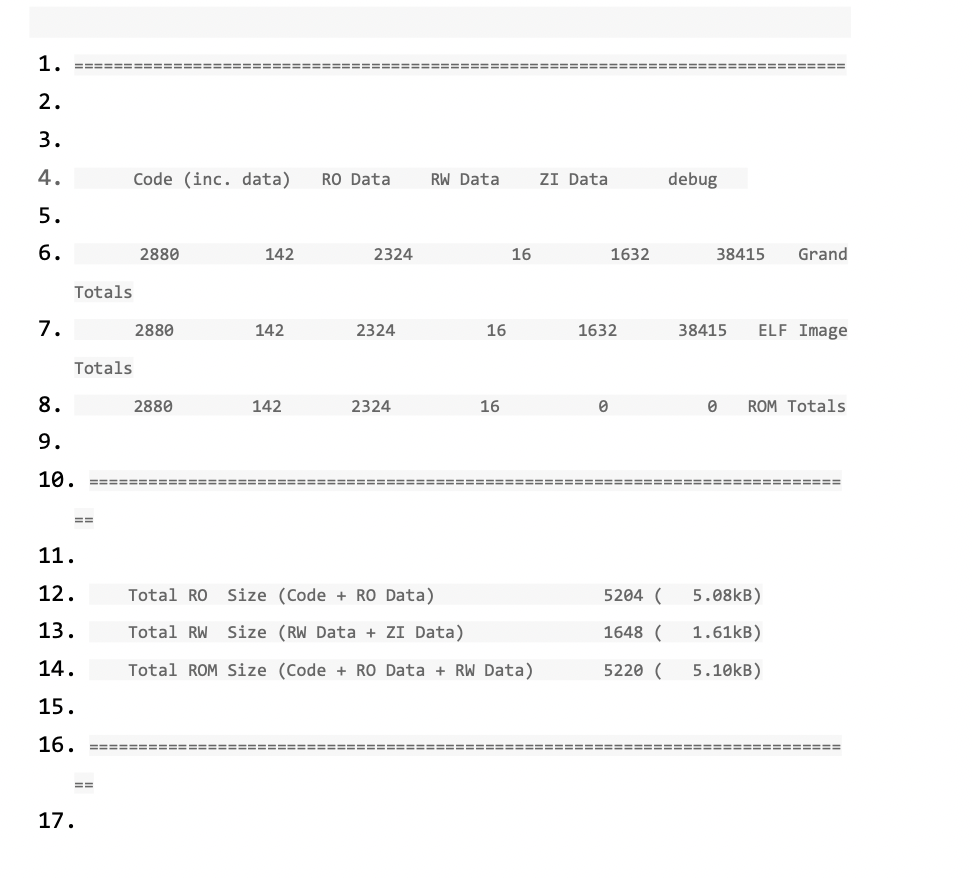 1. ==============================================================================
2.
3.
4. Code (inc. data) RO Data RW Data ZI Data debug
5.
6. 2880 142 2324 16 1632 38415 Grand
Totals
7. 2880 142 2324 16 1632 38415 ELF Image
Totals
8. 2880 142 2324 16 0 0 ROM Totals
9.
10. ============================================================================
==
11.
12. Total RO Size (Code + RO Data) 5204 ( 5.08kB)
13. Total RW Size (RW Data + ZI Data) 1648 ( 1.61kB)
14. Total ROM Size (Code + RO Data + RW Data) 5220 ( 5.10kB)
15.
16. ============================================================================
==
17.